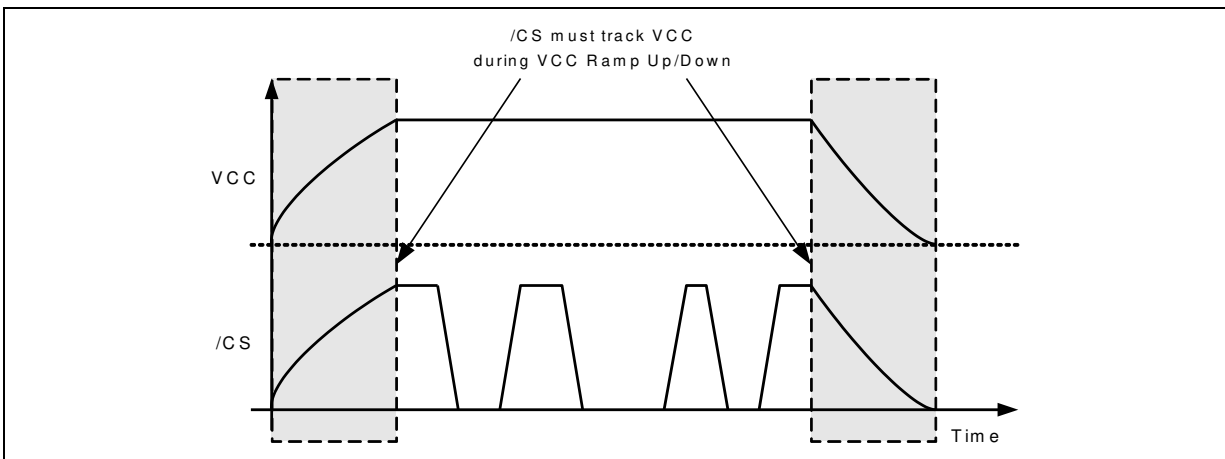 /CS must track VCC
during VCC Ramp Up/Down
VCC
/CS
Time